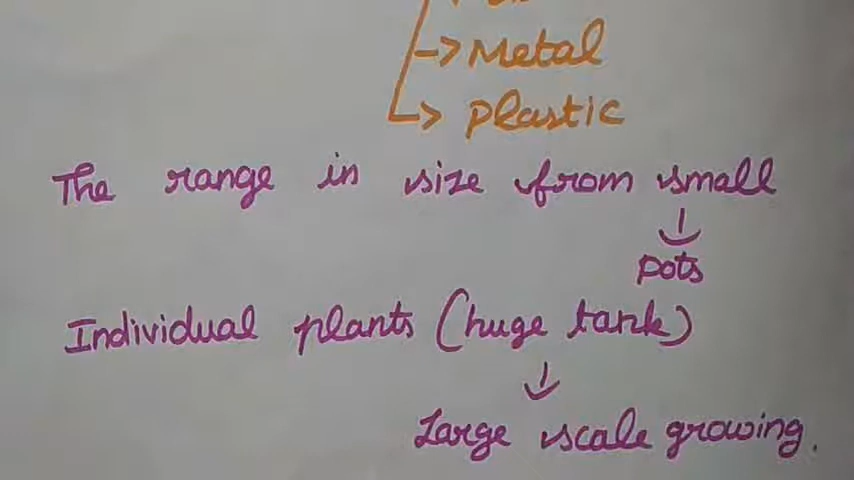 -> Metal
-> plastic
The range in size from small
pots
Individual plants (huge tank)
Large scale growing.